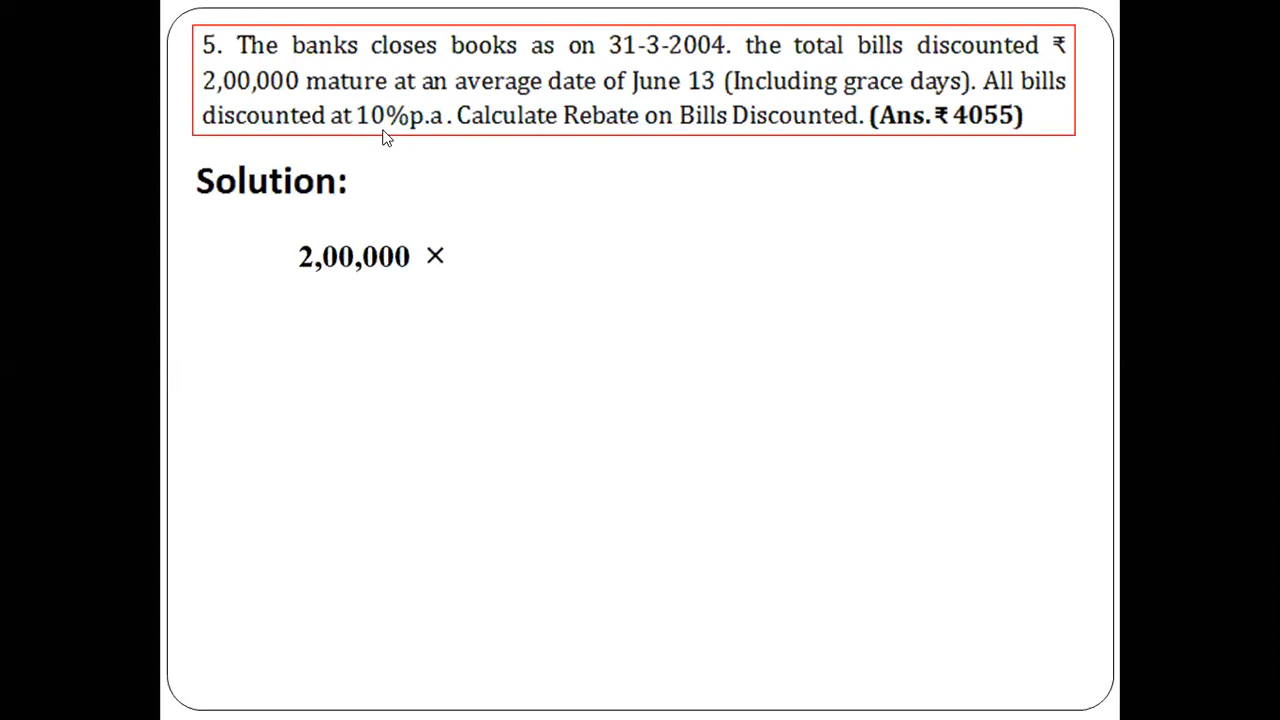 5. The banks closes books as on 31-3-2004. the total bills discounted ₹
2,00,000 mature at an average date of June 13 (Including grace days). All bills
discounted at 10%p.a . Calculate Rebate on Bills Discounted. (Ans.₹ 4055)
Solution:
2,00,000 ×